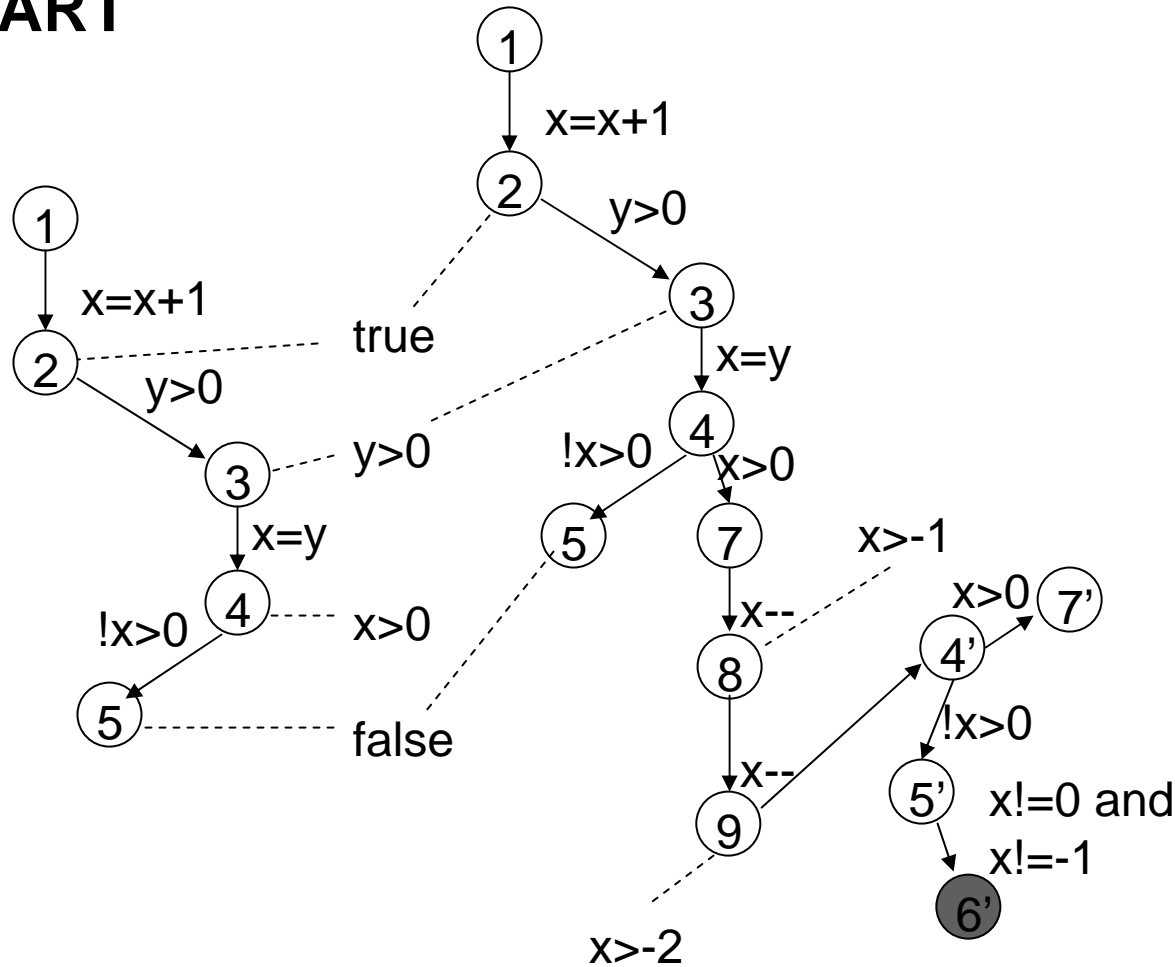 ART
1
x=x+1
2
y>0
3
x=y
4
!x>0
5
true
y>0
x>0
false
1
x=x+1
2
y>0
3
x=y
4
!x>0
x>0
5
7
x>-1
x--
8
x--
9
x>-2
x>0
7’
4’
!x>0
5’
x!=0 and
x!=-1
6’